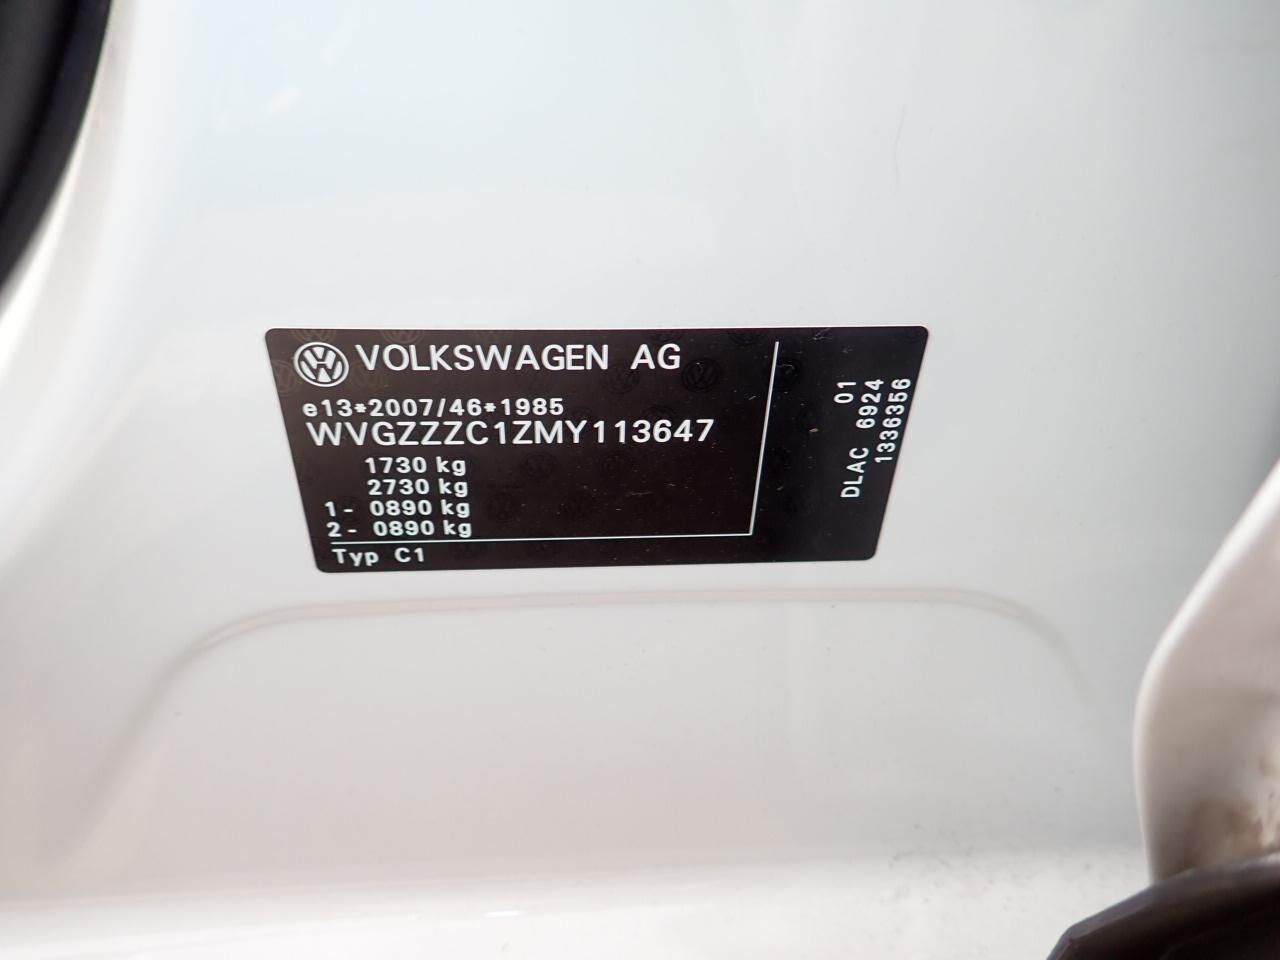 VOLKSWAGEN AG
e13*2007/46*1985
WVGZZZC1ZMY113647
1730 kg
2730 kg
1- 0890 kg
2- 0890 kg
Typ C1
01
DLAC 6924
1336356